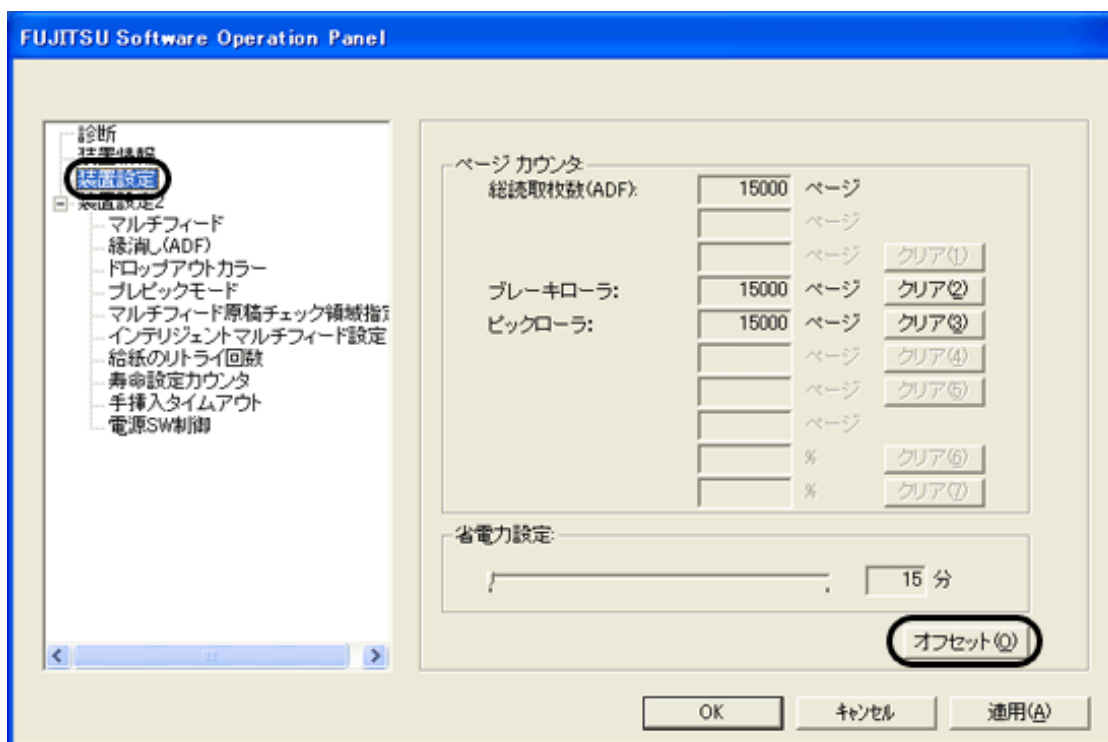 FUJITSU Software Operation Panel
診断
装置情報
装置設定
装置設定2
マルチフィード
縁消し(ADF)
ドロップアウトカラー
プレピックモード
マルチフィード原稿チェック領域指定
インテリジェントマルチフィード設定
給紙のリトライ回数
寿命設定カウンタ
手挿入タイムアウト
電源SW制御
ページ カウンタ
総読取枚数(ADF): 15000 ページ
ページ
ページ クリア(1)
ブレーキローラ: 15000 ページ クリア(2)
ピックローラ: 15000 ページ クリア(3)
ページ クリア(4)
ページ クリア(5)
ページ
% クリア(6)
% クリア(7)
省電力設定:
15 分
オフセット(O)
OK キャンセル 適用(A)